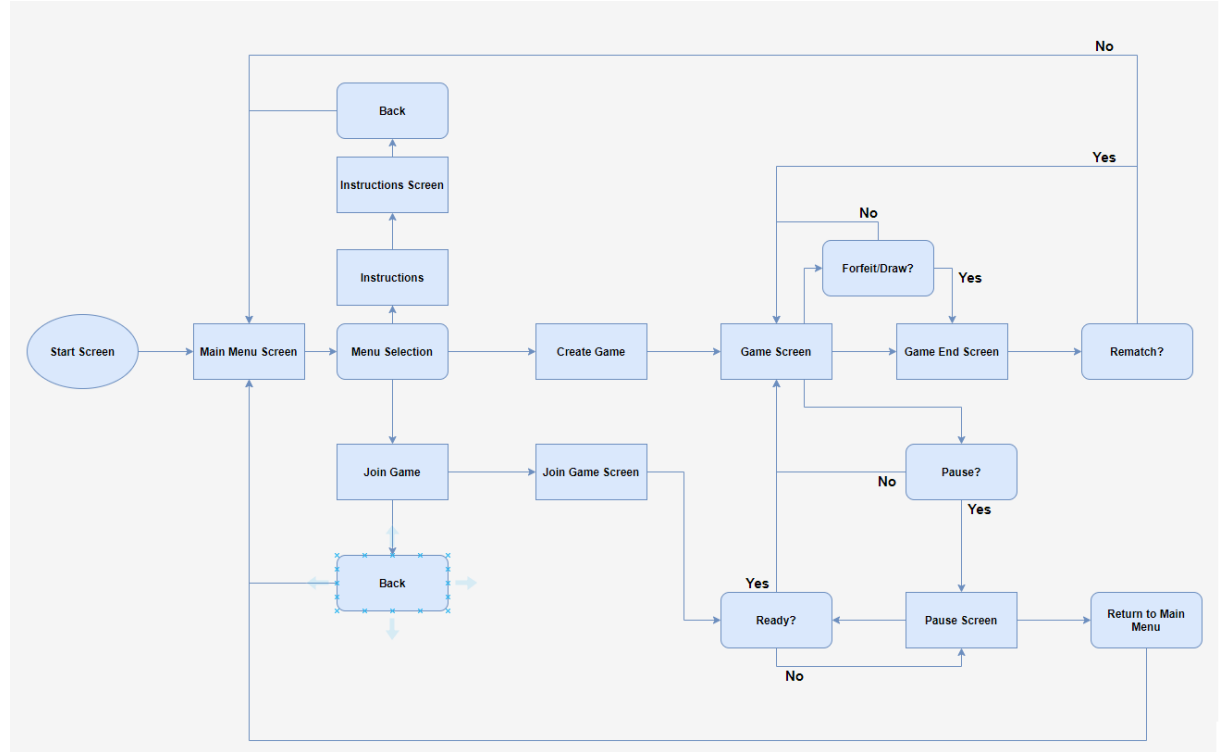 No
Back
Yes
Instructions Screen
No
Forfeit/Draw?
Instructions
Yes
Start Screen
Main Menu Screen
Menu Selection
Create Game
Game Screen
Game End Screen
Rematch?
Join Game
Join Game Screen
Pause?
No
Yes
Back
Yes
Ready?
Pause Screen
Return to Main
Menu
No